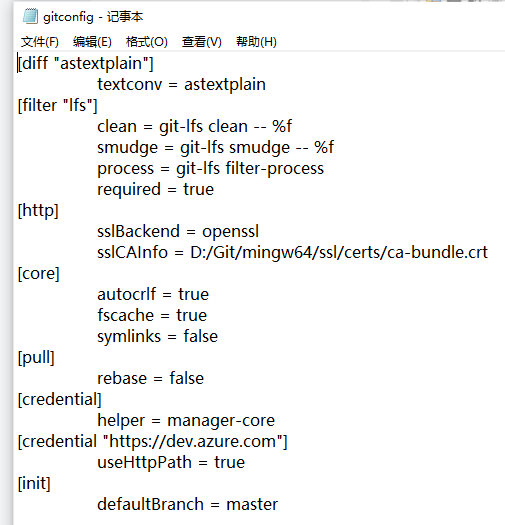 gitconfig - 记事本
文件(F) 编辑(E) 格式(O) 查看(V) 帮助(H)
[diff "astextplain"]
textconv = astextplain
[filter "lfs"]
clean = git-lfs clean -- %f
smudge = git-lfs smudge -- %f
process = git-lfs filter-process
required = true
[http]
sslBackend = openssl
sslCAInfo = D:/Git/mingw64/ssl/certs/ca-bundle.crt
[core]
autocrlf = true
fscache = true
symlinks = false
[pull]
rebase = false
[credential]
helper = manager-core
[credential "https://dev.azure.com"]
useHttpPath = true
[init]
defaultBranch = master